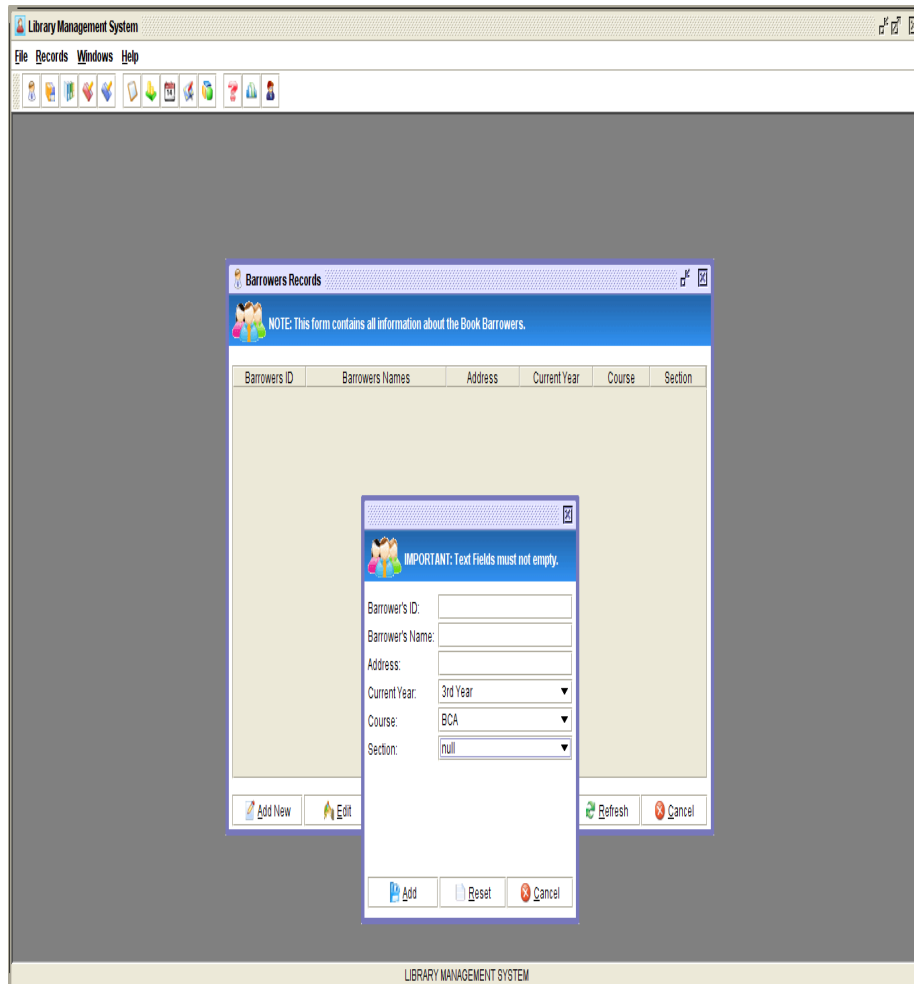 Library Management System
File Records Windows Help
14
Barrowers Records
NOTE: This form contains all information about the Book Barrowers.
Barrowers ID Barrowers Names Address Current Year Course Section
IMPORTANT: Text Fields must not empty.
Barrower's ID:
Barrower's Name:
Address:
Current Year: 3rd Year
Course: BCA
Section: null
Add New Edit Refresh Cancel
Add Reset Cancel
LIBRARY MANAGEMENT SYSTEM